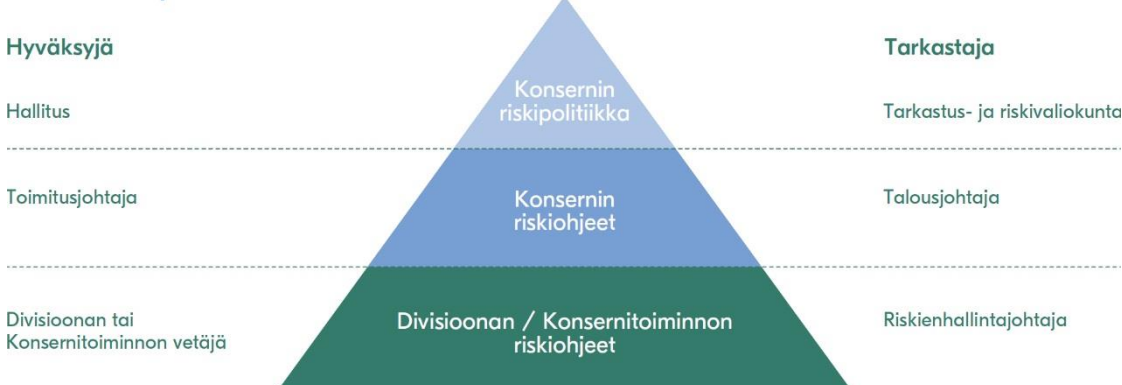 Hyväksyjä
Tarkastaja
Hallitus
Konsernin
riskipolitiikka
Tarkastus- ja riskivaliokunta
Toimitusjohtaja
Konsernin
riskiohjeet
Talousjohtaja
Divisioonan tai
Konsernitoiminnon vetäjä
Divisioonan / Konsernitoiminnon
riskiohjeet
Riskienhallintajohtaja